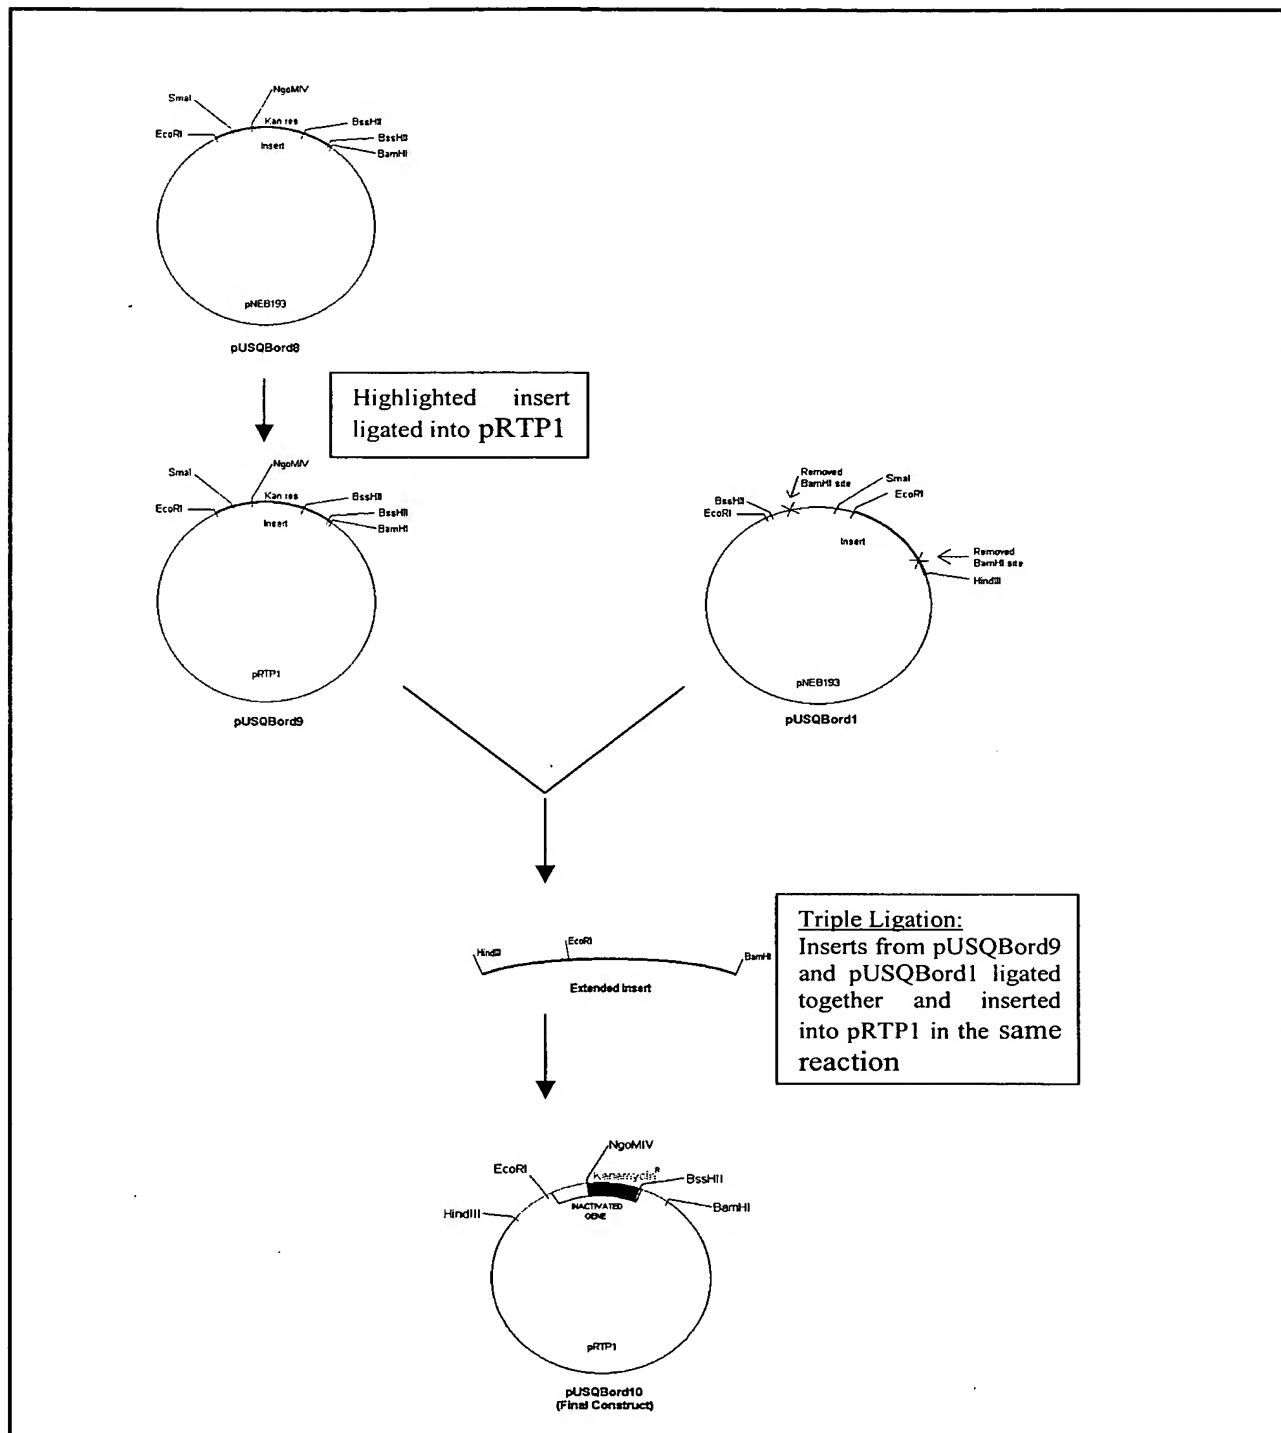 NgoMIV
SmaI
Kan res
BssHII
EcoRI
BssHII
Insert
BamHI
pNEB193
pUSQBord8
Highlighted insert
ligated into pRTP1
NgoMIV
SmaI
Kan res
BssHII
EcoRI
BssHII
Insert
BamHI
pRTP1
pUSQBord9
Removed
BamHI site
SmaI
BssHII
EcoRI
EcoRI
Insert
Removed
BamHI site
HindIII
pNEB193
pUSQBord1
HindIII
EcoRI
BamHI
Extended Insert
Triple Ligation:
Inserts from pUSQBord9
and pUSQBord1 ligated
together and inserted
into pRTP1 in the same
reaction
NgoMIV
EcoRI
Kanamycin^R
BssHII
HindIII
INACTIVATED
GENE
BamHI
pRTP1
pUSQBord10
(Final Construct)